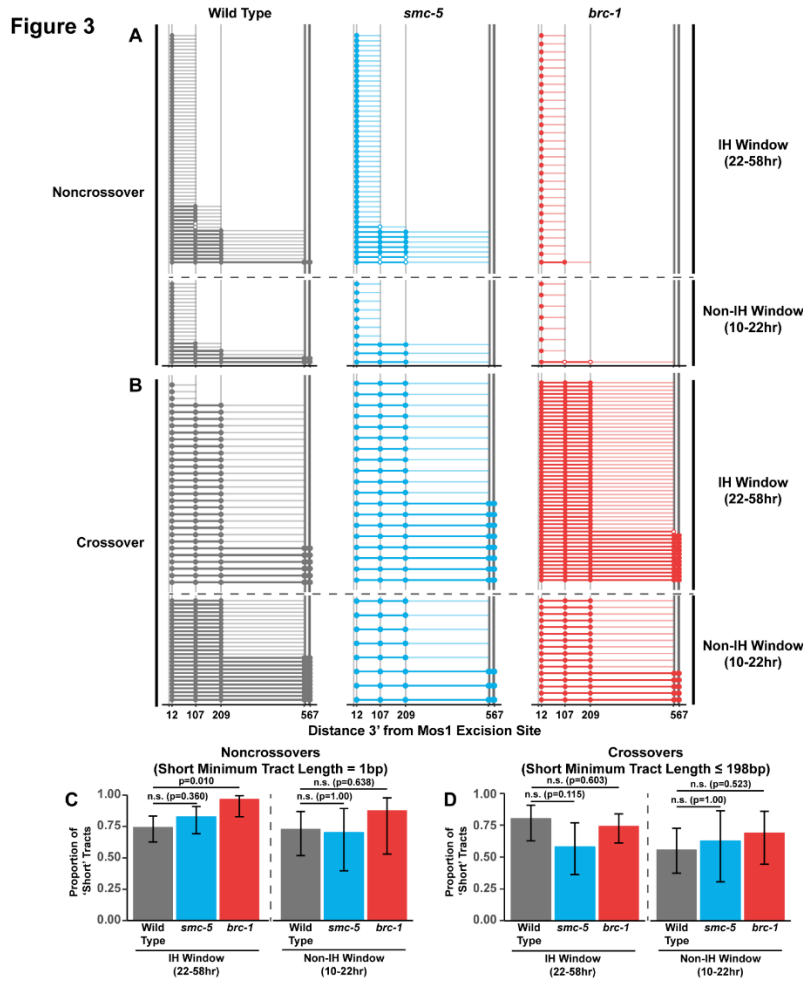 Figure 3
A
Wild Type
smc-5
brc-1
Noncrossover
IH Window
(22-58hr)
Non-IH Window
(10-22hr)
B
Crossover
IH Window
(22-58hr)
Non-IH Window
(10-22hr)
12 107 209 567
12 107 209 567
12 107 209 567
Distance 3' from Mos1 Excision Site
C
Noncrossovers
(Short Minimum Tract Length = 1bp)
p=0.010
n.s. (p=0.360)
n.s. (p=0.638)
n.s. (p=1.00)
Proportion of
'Short' Tracts
1.00
0.75
0.50
0.25
0.00
Wild
Type
smc-5
brc-1
Wild
Type
smc-5
brc-1
IH Window
(22-58hr)
Non-IH Window
(10-22hr)
D
Crossovers
(Short Minimum Tract Length ≤ 198bp)
n.s. (p=0.603)
n.s. (p=0.115)
n.s. (p=0.523)
n.s. (p=1.00)
Proportion of
'Short' Tracts
1.00
0.75
0.50
0.25
0.00
Wild
Type
smc-5
brc-1
Wild
Type
smc-5
brc-1
IH Window
(22-58hr)
Non-IH Window
(10-22hr)